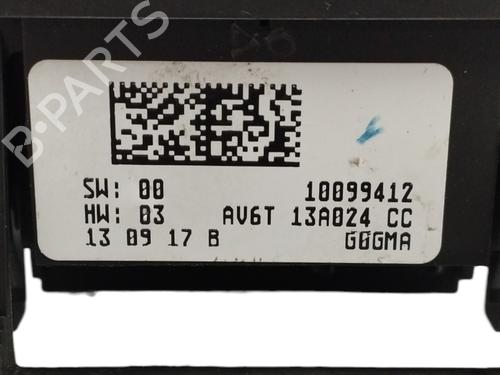 B-PARTS
SW: 00 10099412
HW: 03 AV6T 13A024 CC
13 09 17 B G0GMA